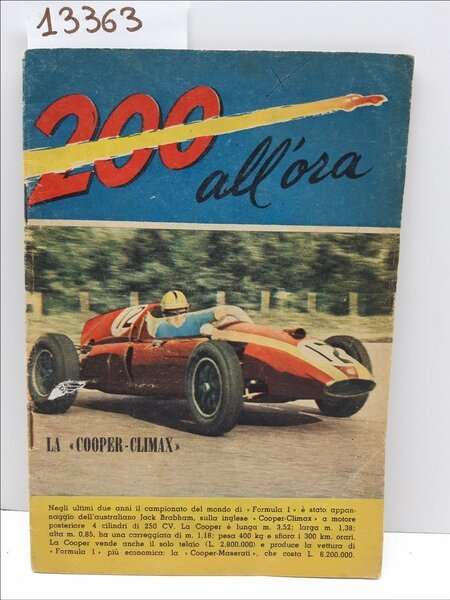 13363
200
all'ora
12
12
LA «COOPER-CLIMAX»
Negli ultimi due anni il campionato del mondo di « Formula 1 » è stato appan-
naggio dell'australiano Jack Brabham, sulla inglese « Cooper-Climax » a motore
posteriore 4 cilindri di 250 CV. La Cooper è lunga m. 3,52; larga m. 1,38;
alta m. 0,85, ha una carreggiata di m. 1,18; pesa 400 kg e sfiora i 300 km. orari.
La Cooper vende anche il solo telaio (L. 2.800.000) e produce la vettura di
« Formula 1 » più economica: la « Cooper-Maserati », che costa L. 6.200.000.